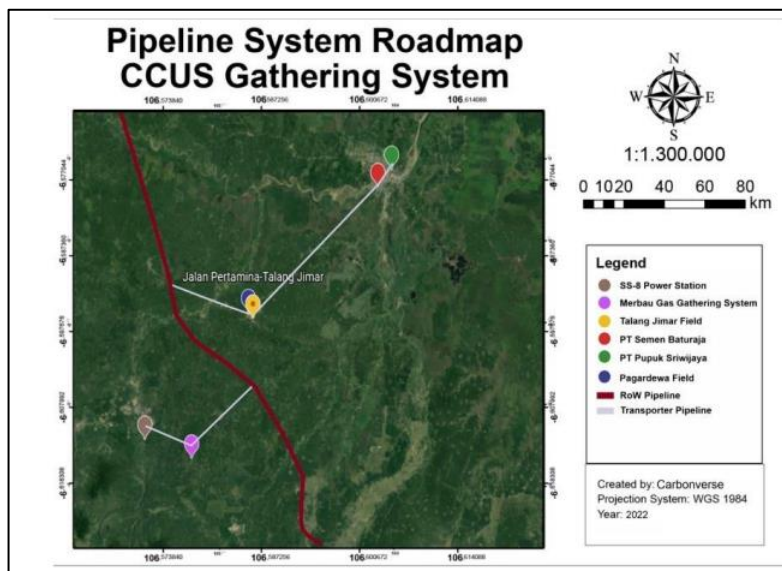 Pipeline System Roadmap
CCUS Gathering System
106,573840
106,587256
106,600672
106,614088
Jalan Pertamina-Talang Jimar
106,573840
106,587256
106,600672
106,614088
N
W
E
S
1:1.300.000
0 10 20 40 60 80
km
Legend
SS-8 Power Station
Merbau Gas Gathering System
Talang Jimar Field
PT Semen Baturaja
PT Pupuk Sriwijaya
Pagardewa Field
RoW Pipeline
Transporter Pipeline
Created by: Carbonverse
Projection System: WGS 1984
Year: 2022